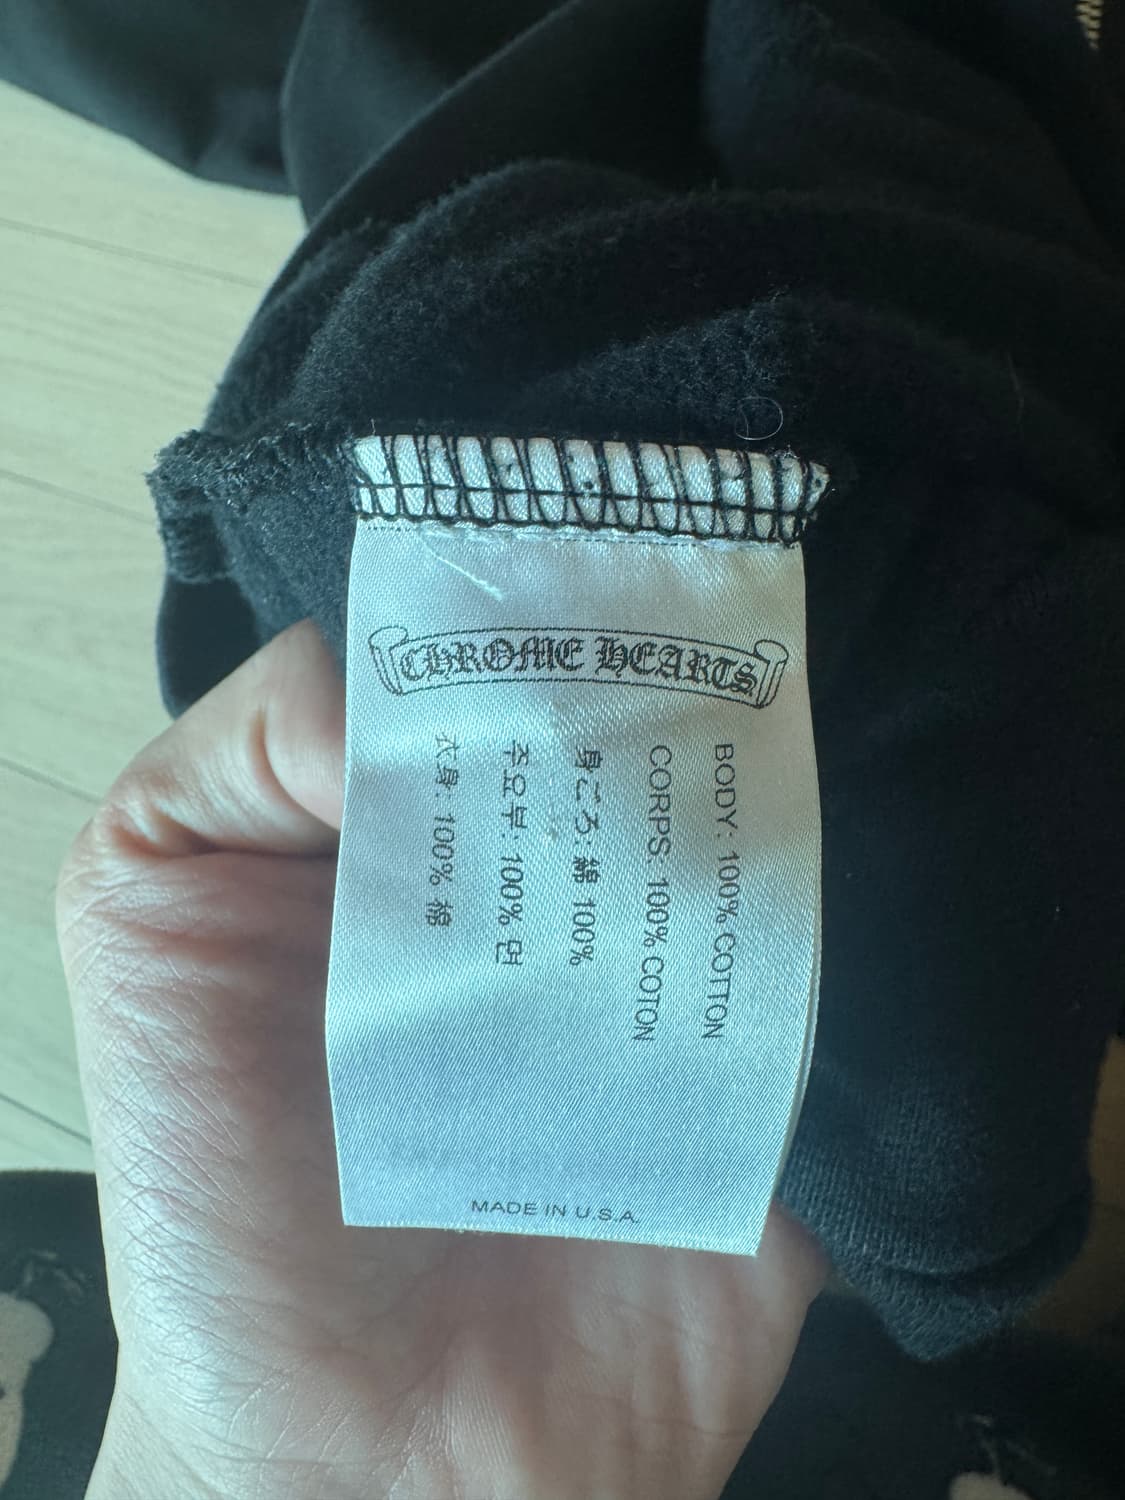 CHROME HEARTS
BODY: 100% COTTON
CORPS: 100% COTON
身ごろ: 綿 100%
주요부: 100% 면
衣身: 100% 棉
MADE IN U.S.A.